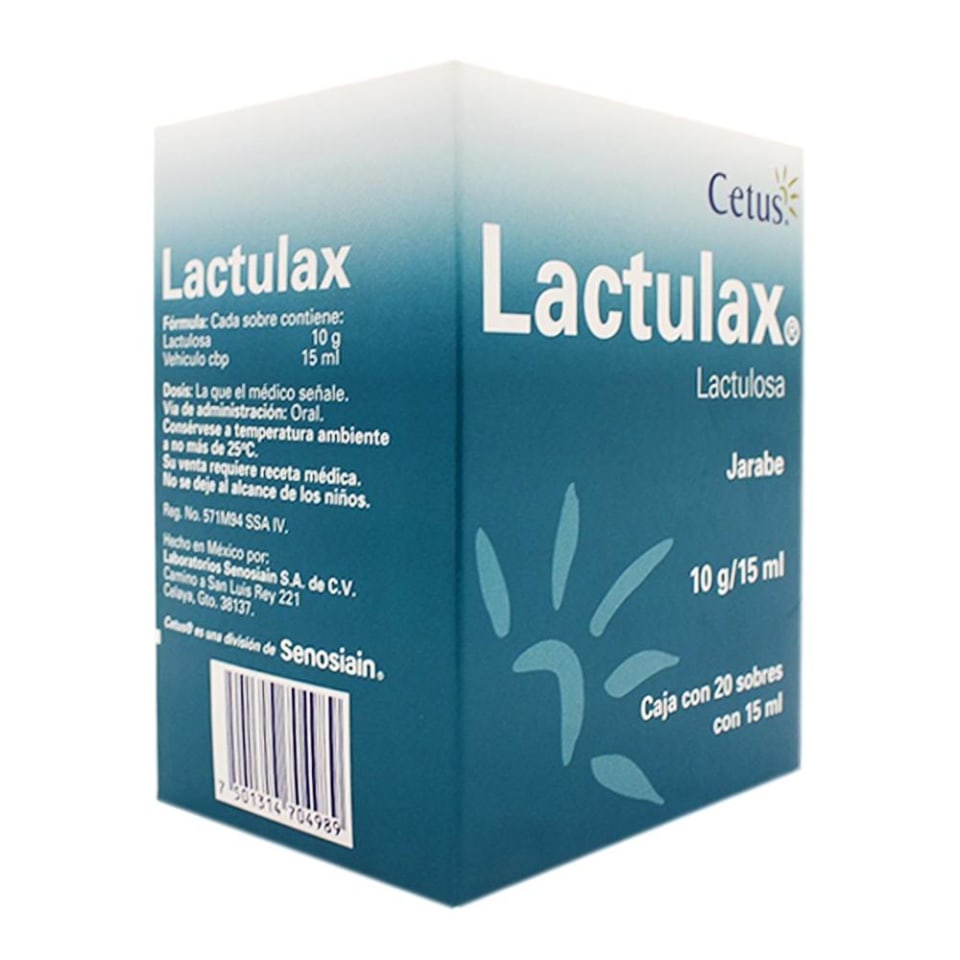 Lactulax
Fórmula: Cada sobre contiene:
Lactulosa 10 g
Vehículo cbp 15 ml
Dosis: La que el médico señale.
Vía de administración: Oral.
Consérvese a temperatura ambiente
a no más de 25°C.
Su venta requiere receta médica.
No se deje al alcance de los niños.
Reg. No. 571M94 SSA IV.
Hecho en México por:
Laboratorios Senosiain S.A. de C.V.
Camino a San Luis Rey 221
Celaya, Gto. 38137.
Cetus® es una división de Senosiain®
7 501314 704989
Cetus®
Lactulax®
Lactulosa
Jarabe
10 g/15 ml
Caja con 20 sobres
con 15 ml